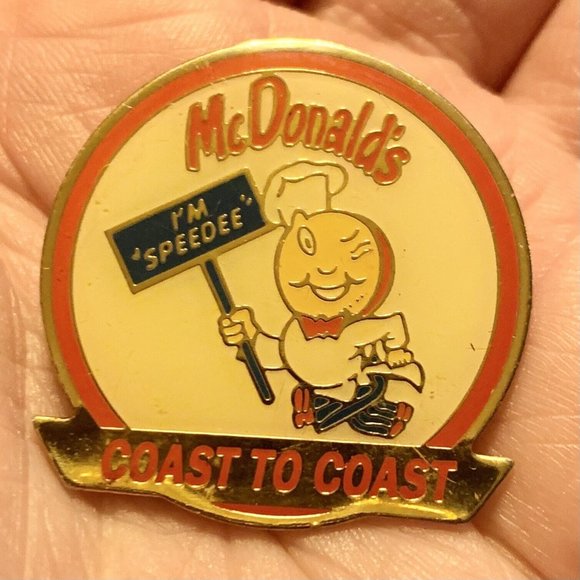 McDonald's
I'M
"SPEEDEE"
COAST TO COAST